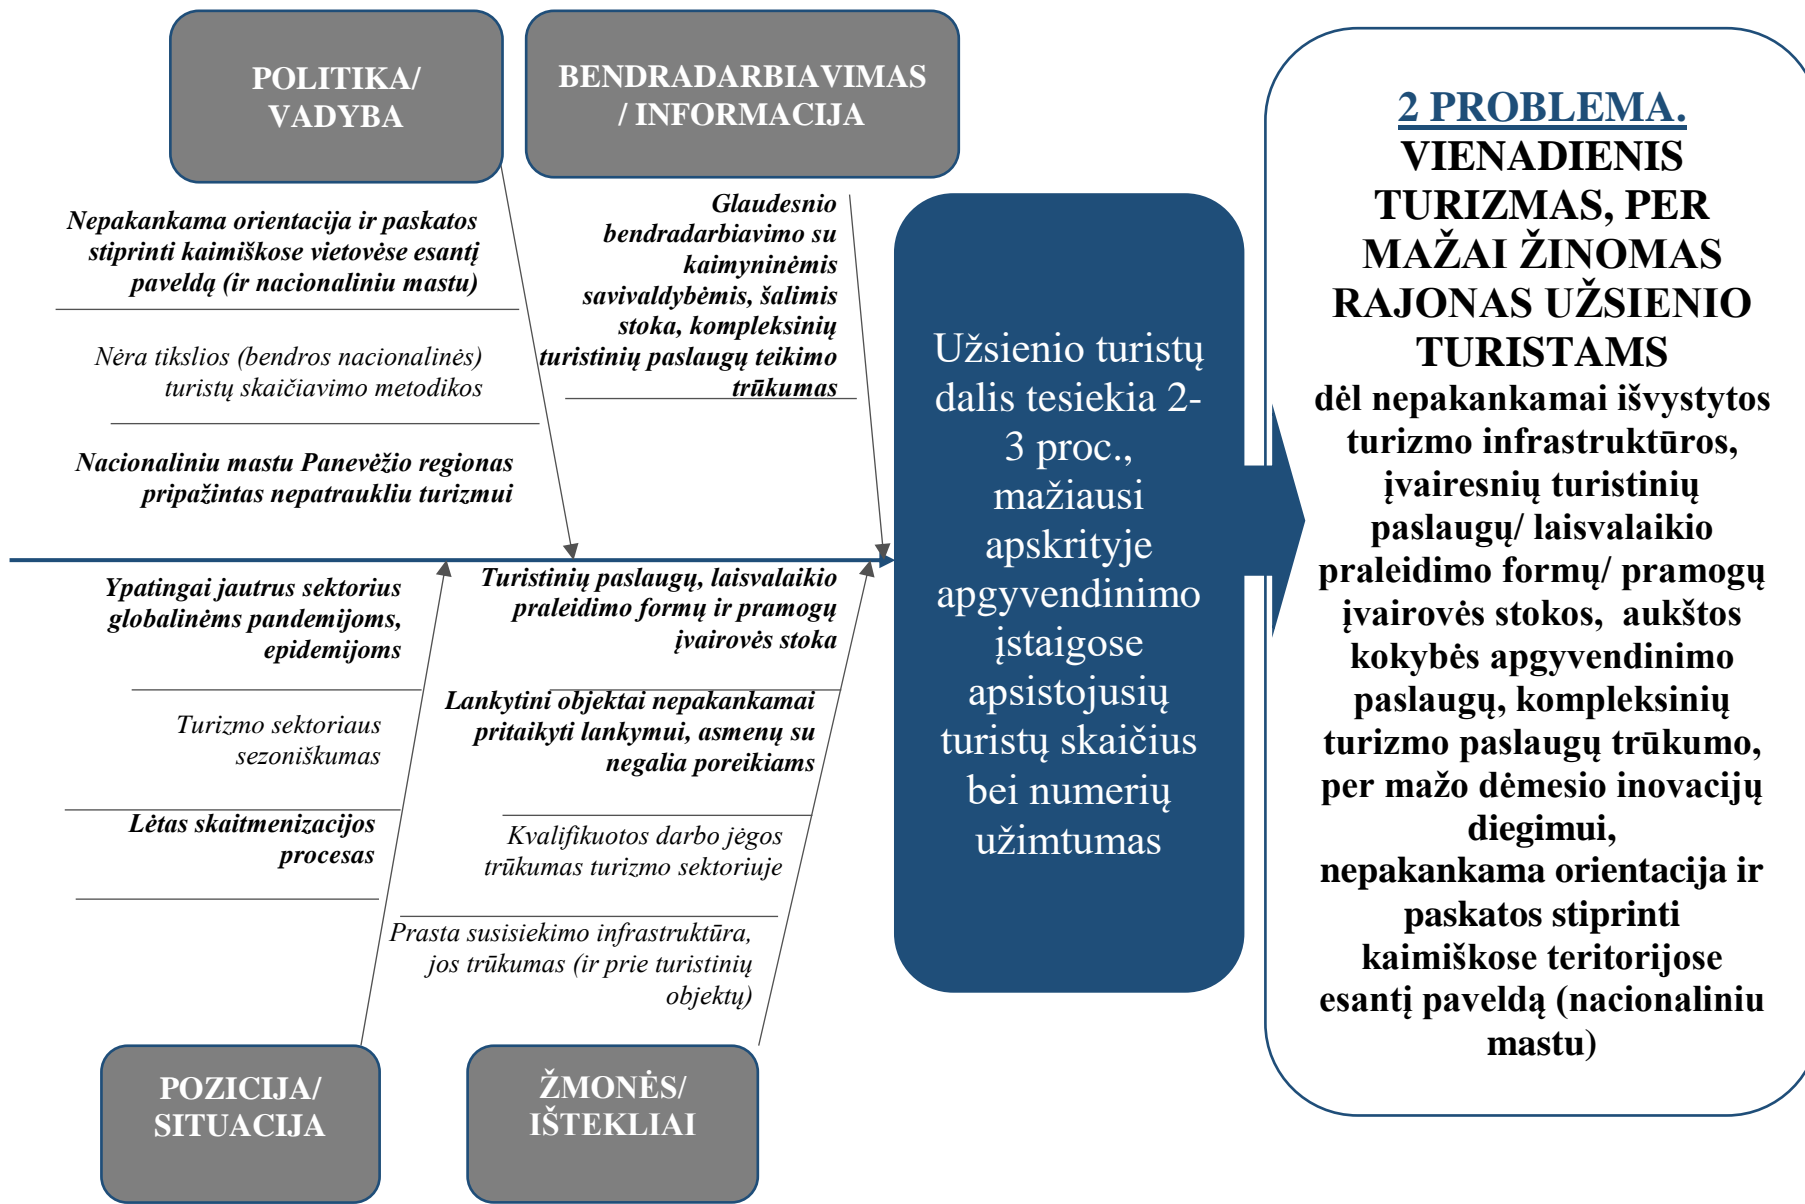 POLITIKA/
VADYBA
BENDRADARBIAVIMAS
/ INFORMACIJA
Nepakankama orientacija ir paskatos
stiprinti kaimiškose vietovėse esantį
paveldą (ir nacionaliniu mastu)
Nėra tikslios (bendros nacionalinės)
turistų skaičiavimo metodikos
Nacionaliniu mastu Panevėžio regionas
pripažintas nepatraukliu turizmui
Glaudesnio
bendradarbiavimo su
kaimyninėmis
savivaldybėmis, šalimis
stoka, kompleksinių
turistinių paslaugų teikimo
trūkumas
Ypatingai jautrus sektorius
globalinėms pandemijoms,
epidemijoms
Turizmo sektoriaus
sezoniškumas
Lėtas skaitmenizacijos
procesas
Turistinių paslaugų, laisvalaikio
praleidimo formų ir pramogų
įvairovės stoka
Lankytini objektai nepakankamai
pritaikyti lankymui, asmenų su
negalia poreikiams
Kvalifikuotos darbo jėgos
trūkumas turizmo sektoriuje
Prasta susisiekimo infrastruktūra,
jos trūkumas (ir prie turistinių
objektų)
POZICIJA/
SITUACIJA
ŽMONĖS/
IŠTEKLIAI
Užsienio turistų
dalis tesiekia 2-
3 proc.,
mažiausi
apskrityje
apgyvendinimo
įstaigose
apsistojusių
turistų skaičius
bei numerių
užimtumas
2 PROBLEMA.
VIENADIENIS
TURIZMAS, PER
MAŽAI ŽINOMAS
RAJONAS UŽSIENIO
TURISTAMS
dėl nepakankamai išvystytos
turizmo infrastruktūros,
įvairesnių turistinių
paslaugų/ laisvalaikio
praleidimo formų/ pramogų
įvairovės stokos, aukštos
kokybės apgyvendinimo
paslaugų, kompleksinių
turizmo paslaugų trūkumo,
per mažo dėmesio inovacijų
diegimui,
nepakankama orientacija ir
paskatos stiprinti
kaimiškose teritorijose
esantį paveldą (nacionaliniu
mastu)